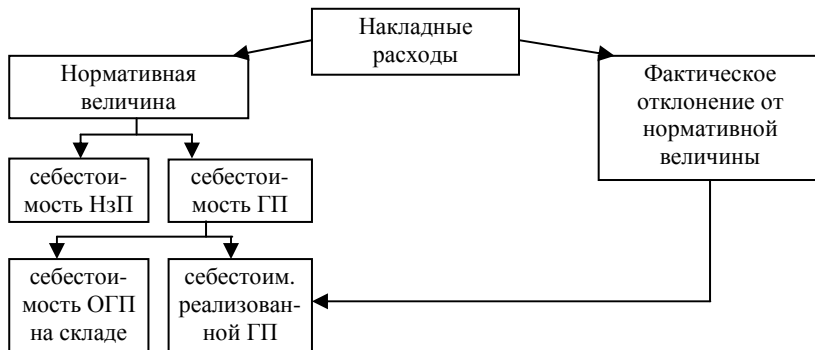 Накладные
расходы
Нормативная
величина
Фактическое
отклонение от
нормативной
величины
себестои-
мость НзП
себестои-
мость ГП
себестои-
мость ОГП
на складе
себестоим.
реализован-
ной ГП